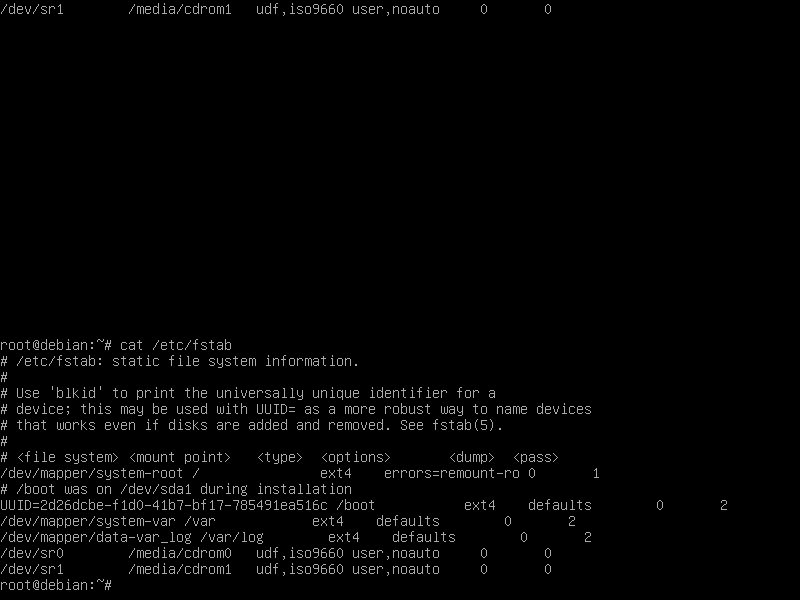 /dev/sr1        /media/cdrom1   udf,iso9660 user,noauto     0       0
root@debian:~# cat /etc/fstab
# /etc/fstab: static file system information.
#
# Use 'blkid' to print the universally unique identifier for a
# device; this may be used with UUID= as a more robust way to name devices
# that works even if disks are added and removed. See fstab(5).
#
# <file system> <mount point>   <type>  <options>       <dump>  <pass>
/dev/mapper/system-root /               ext4    errors=remount-ro 0       1
# /boot was on /dev/sda1 during installation
UUID=2d26dcbe-f1d0-41b7-bf17-785491ea516c /boot           ext4    defaults        0       2
/dev/mapper/system-var /var            ext4    defaults        0       2
/dev/mapper/data-var_log /var/log        ext4    defaults        0       2
/dev/sr0        /media/cdrom0   udf,iso9660 user,noauto     0       0
/dev/sr1        /media/cdrom1   udf,iso9660 user,noauto     0       0
root@debian:~#